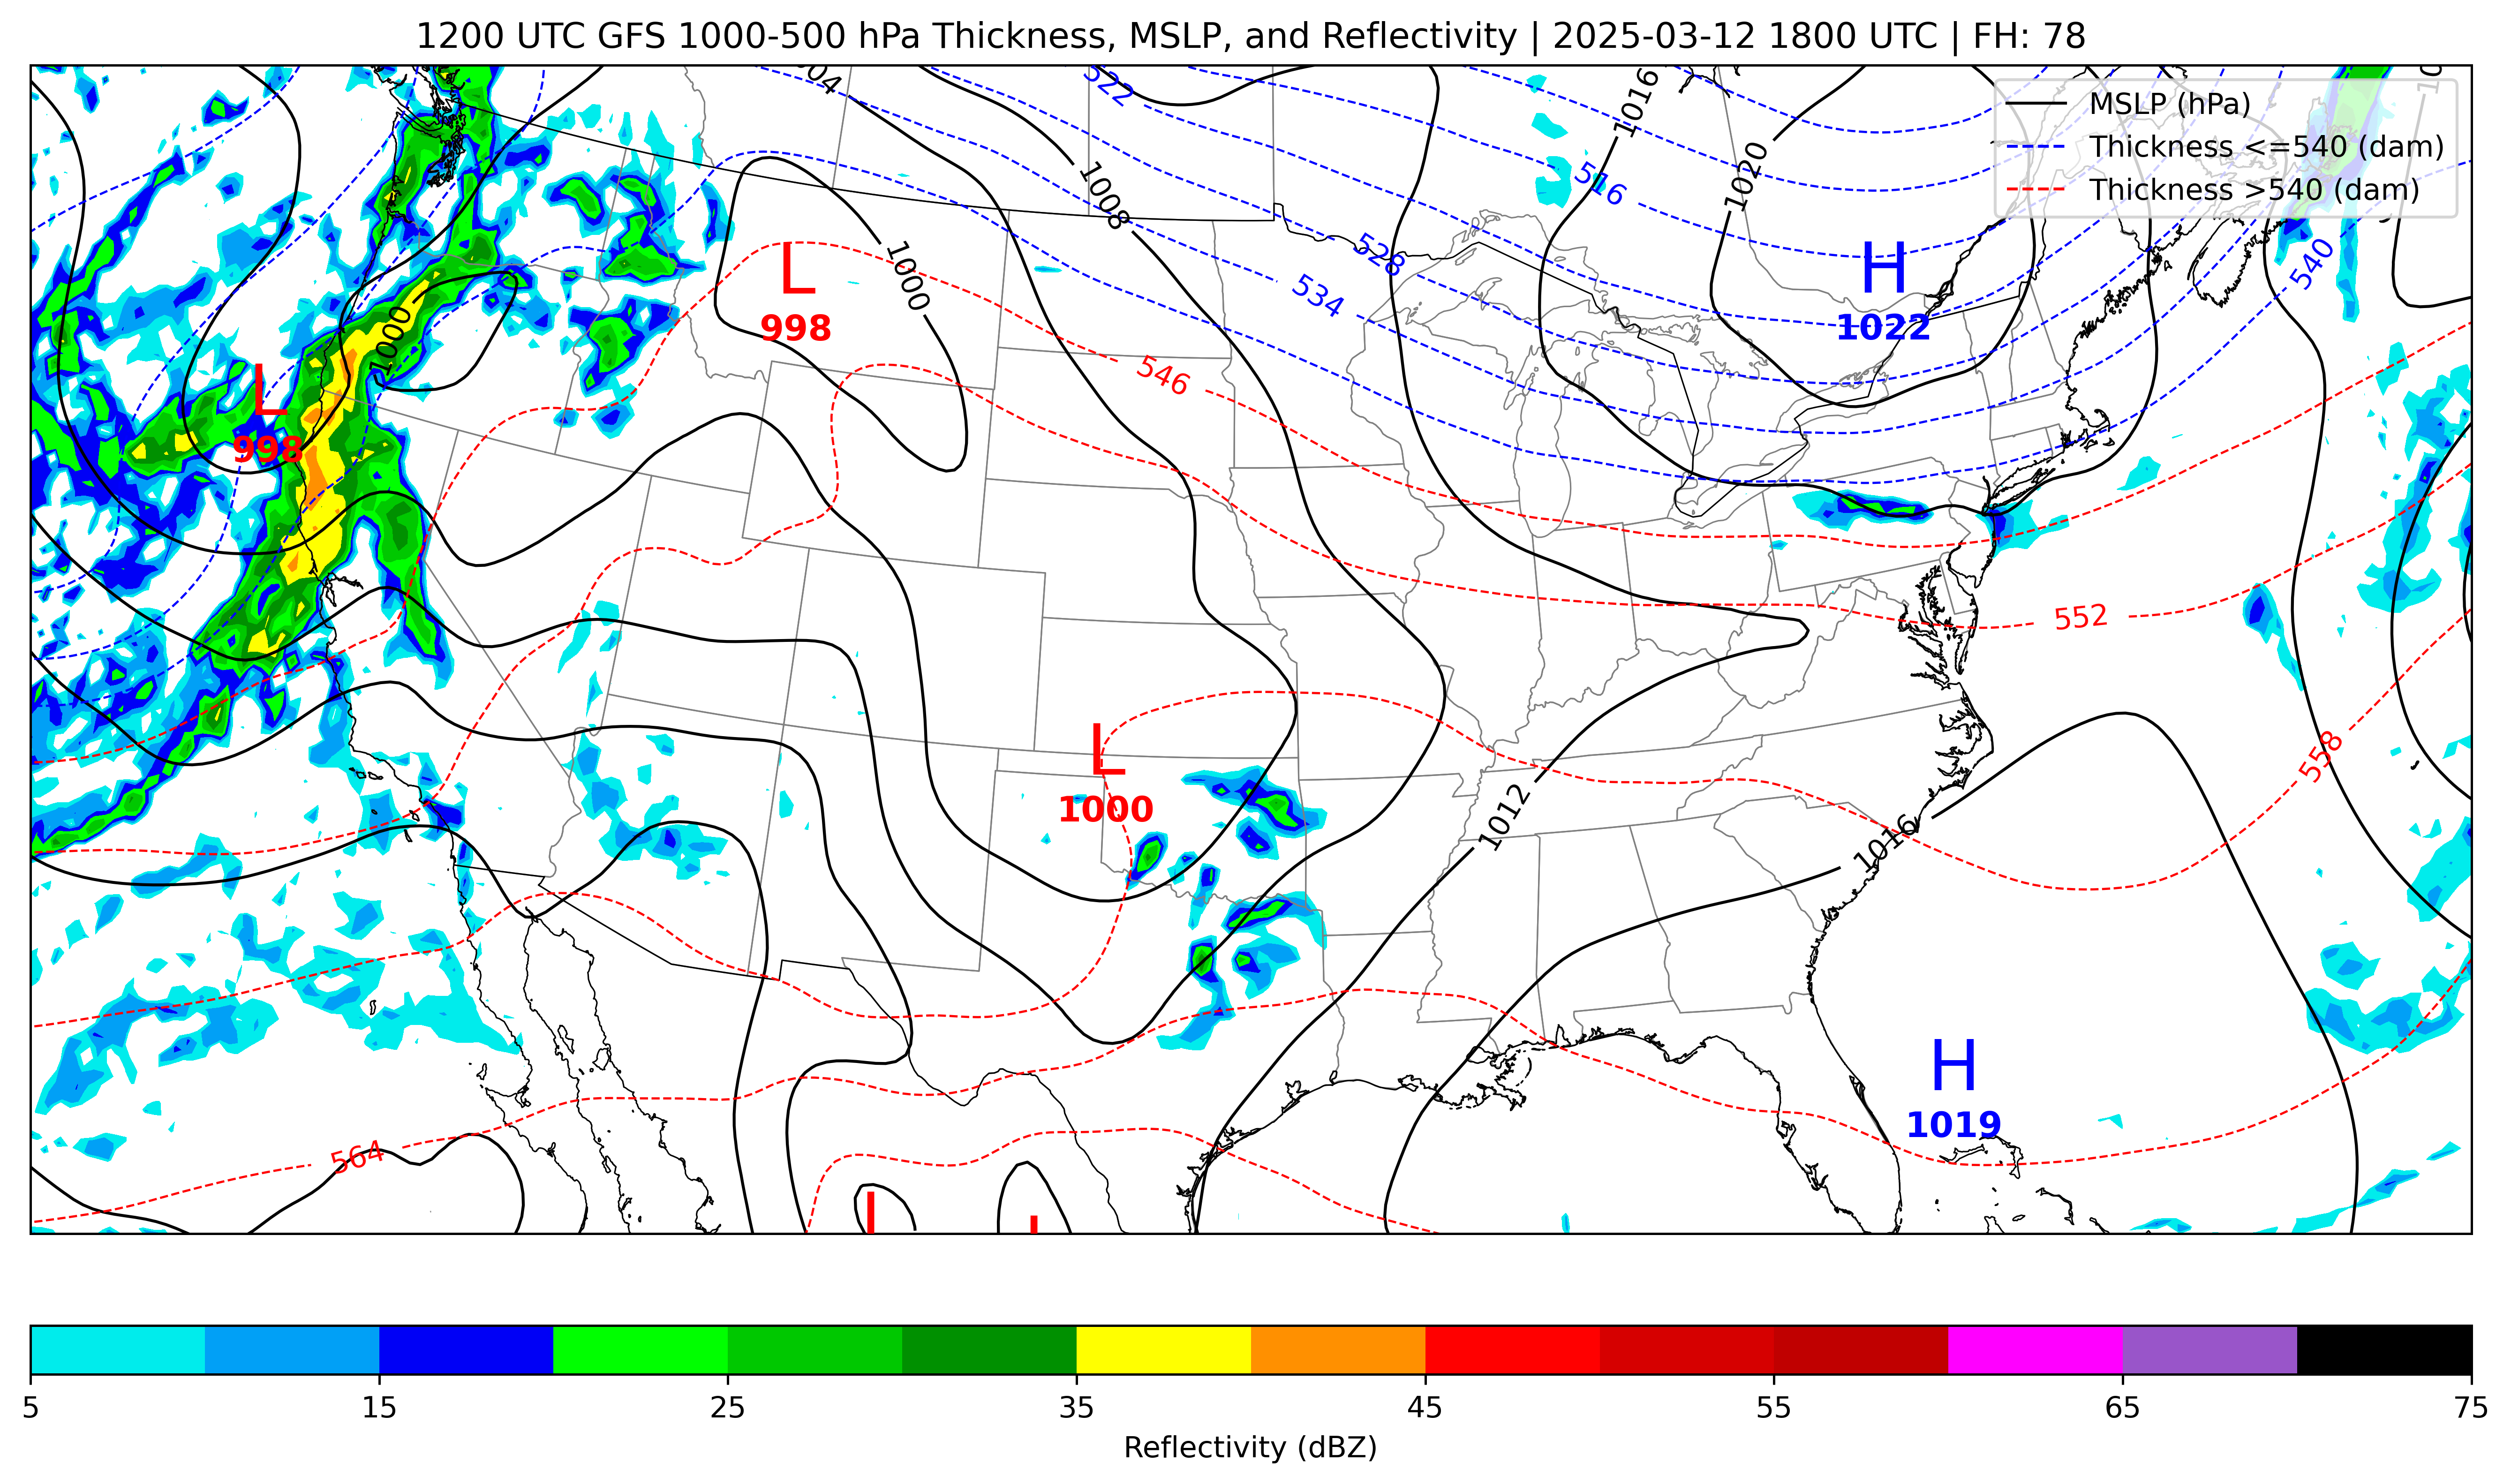 1200 UTC GFS 1000-500 hPa Thickness, MSLP, and Reflectivity | 2025-03-12 1800 UTC | FH: 78
MSLP (hPa)
Thickness <=540 (dam)
Thickness >540 (dam)
522
1016
516
1020
1008
528
534
540
1000
H
1022
L
998
1000
L
998
546
552
558
L
1000
1012
1016
H
1019
564
5
15
25
35
45
55
65
75
Reflectivity (dBZ)